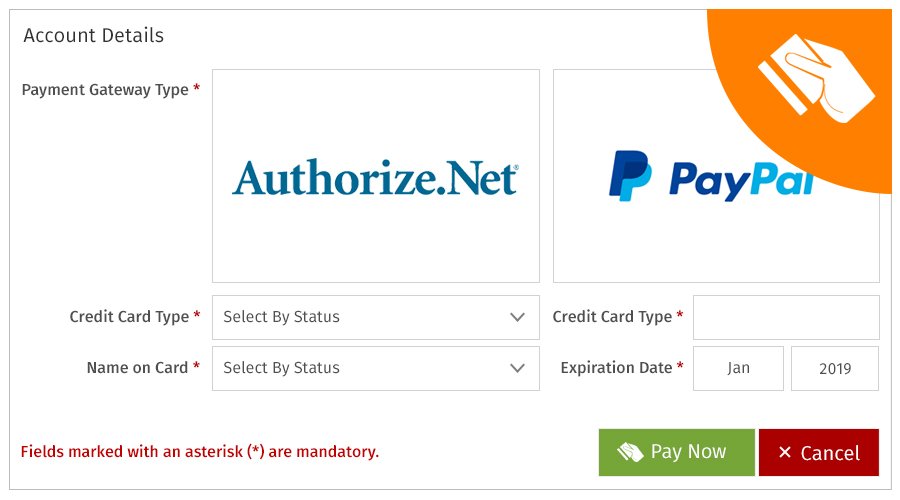 Account Details
Payment Gateway Type *
Authorize.Net®
PayPal
Credit Card Type * Select By Status Credit Card Type *
Name on Card * Select By Status Expiration Date * Jan 2019
Fields marked with an asterisk (*) are mandatory. Pay Now × Cancel